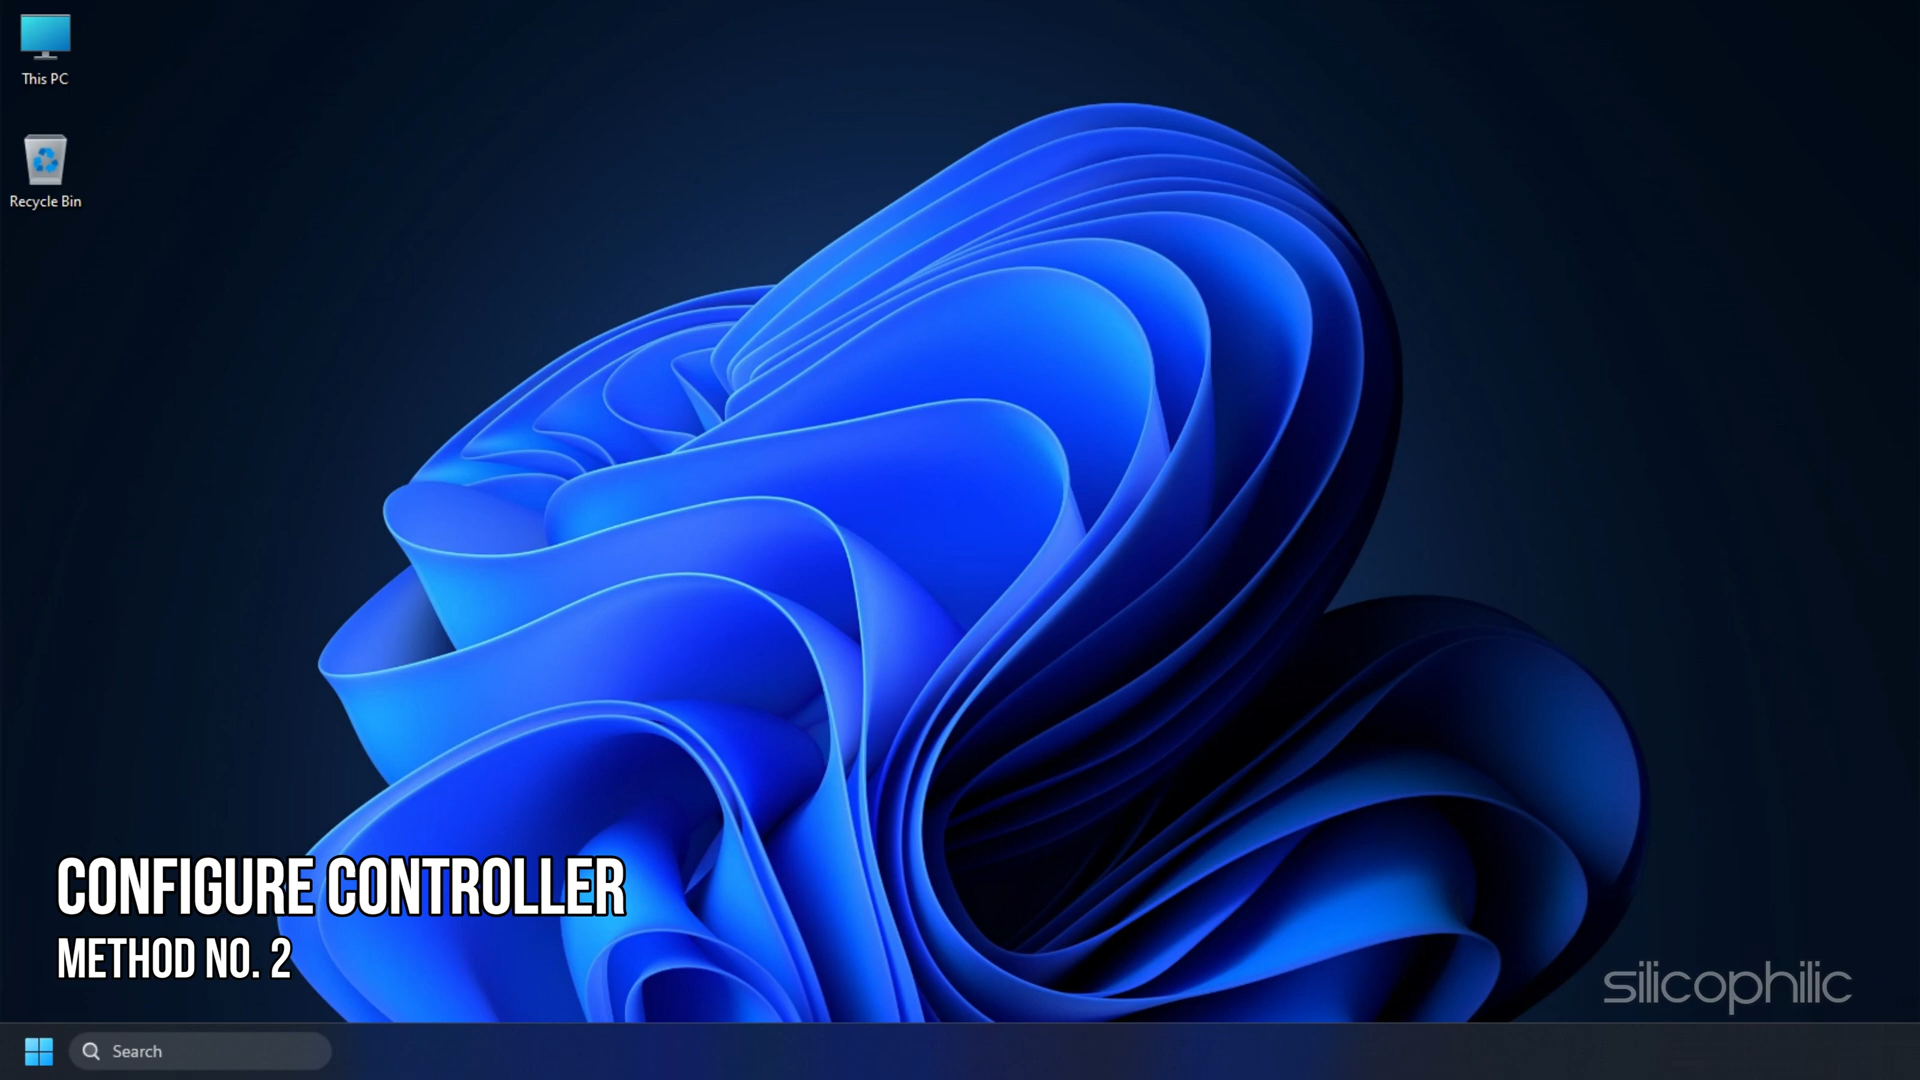 This PC
Recycle Bin
CONFIGURE CONTROLLER
METHOD NO. 2
silicophilic
Search